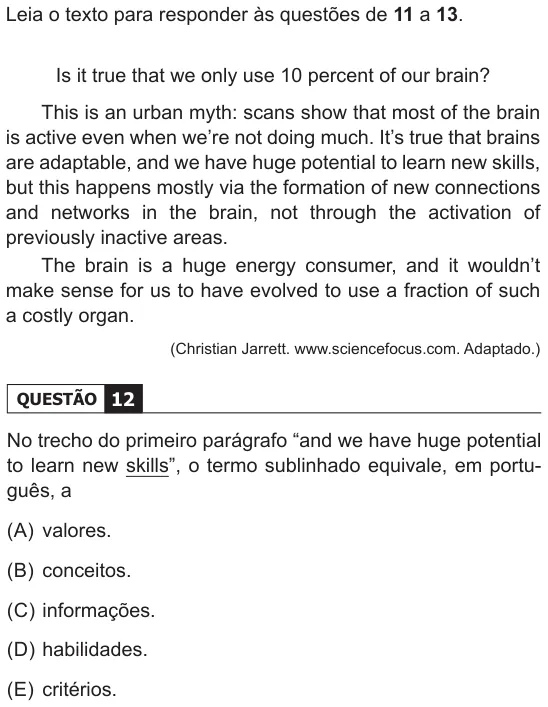 Leia o texto para responder às questões de 11 a 13.
Is it true that we only use 10 percent of our brain?
This is an urban myth: scans show that most of the brain
is active even when we're not doing much. It's true that brains
are adaptable, and we have huge potential to learn new skills,
but this happens mostly via the formation of new connections
and networks in the brain, not through the activation of
previously inactive areas.
The brain is a huge energy consumer, and it wouldn't
make sense for us to have evolved to use a fraction of such
a costly organ.
(Christian Jarrett. www.sciencefocus.com. Adaptado.)
QUESTÃO 12
No trecho do primeiro parágrafo “and we have huge potential
to learn new skills”, o termo sublinhado equivale, em portu-
guês, a
(A) valores.
(B) conceitos.
(C) informações.
(D) habilidades.
(E) critérios.